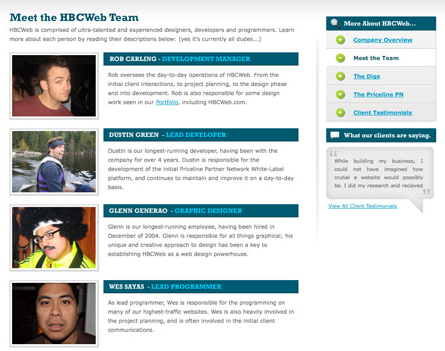 Meet the HBCWeb Team
HBCWeb is comprised of ultra-talented and experienced designers, developers and programmers. Learn
more about each person by reading their descriptions below: (yes it's currently all dudes...)
ROB CARLING - DEVELOPMENT MANAGER
Rob oversees the day-to-day operations of HBCWeb. From the
initial client interactions, to project planning, to the design
phase and into development. Rob is also responsible for some
design work seen in our Portfolio, including HBCWeb.com.
DUSTIN GREEN - LEAD DEVELOPER
Dustin is our longest-running developer, having been with the
company for over 4 years. Dustin is responsible for the
development of the initial Priceline Partner Network White-Label
platform, and continues to maintain and improve it on a day-to-day
basis.
GLENN GENERAO - GRAPHIC DESIGNER
Glenn is our longest-running employee, having been hired in
December of 2004. Glenn is responsible for all things graphical; his
unique and creative approach to design has been a key to
establishing HBCWeb as a web design powerhouse.
WES SAYAS - LEAD PROGRAMMER
As lead programmer, Wes is responsible for the programming on
many of our highest-traffic websites. Wes is also heavily involved in
the project planning, and is often involved in the initial client
communications.
More About HBCWeb...
Company Overview
Meet the Team
The Digs
The Priceline PN
Client Testimonials
What our clients are saying.
While building my business, I
could not have imagined how
crutial a website would possibly
be. I did my research and recieved
View All Client Testimonials